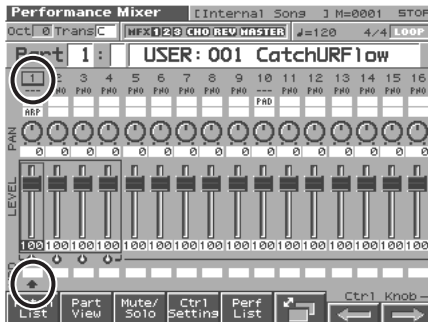 Performance Mixer [Internal Song ] M=0001 STOP
Oct 0 Trans C MFX 1 2 3 CHO REV MASTER ♩=120 4/4 LOOP
Part 1 : USER: 001 CatchURFlow
1 2 3 4 5 6 7 8 9 10 11 12 13 14 15 16
--- PNO PNO PNO PNO PNO PNO PNO PNO --- PNO PNO PNO PNO PNO PNO
ARP PAD
PAN
0 0 0 0 0 0 0 0 0 0 0 0 0 0 0 0
LEVEL
100 100 100 100 100 100 100 100 100 100 100 100 100 100 100 100
List
Part View
Mute/ Solo
Ctrl Setting
Perf List
Ctrl Knob